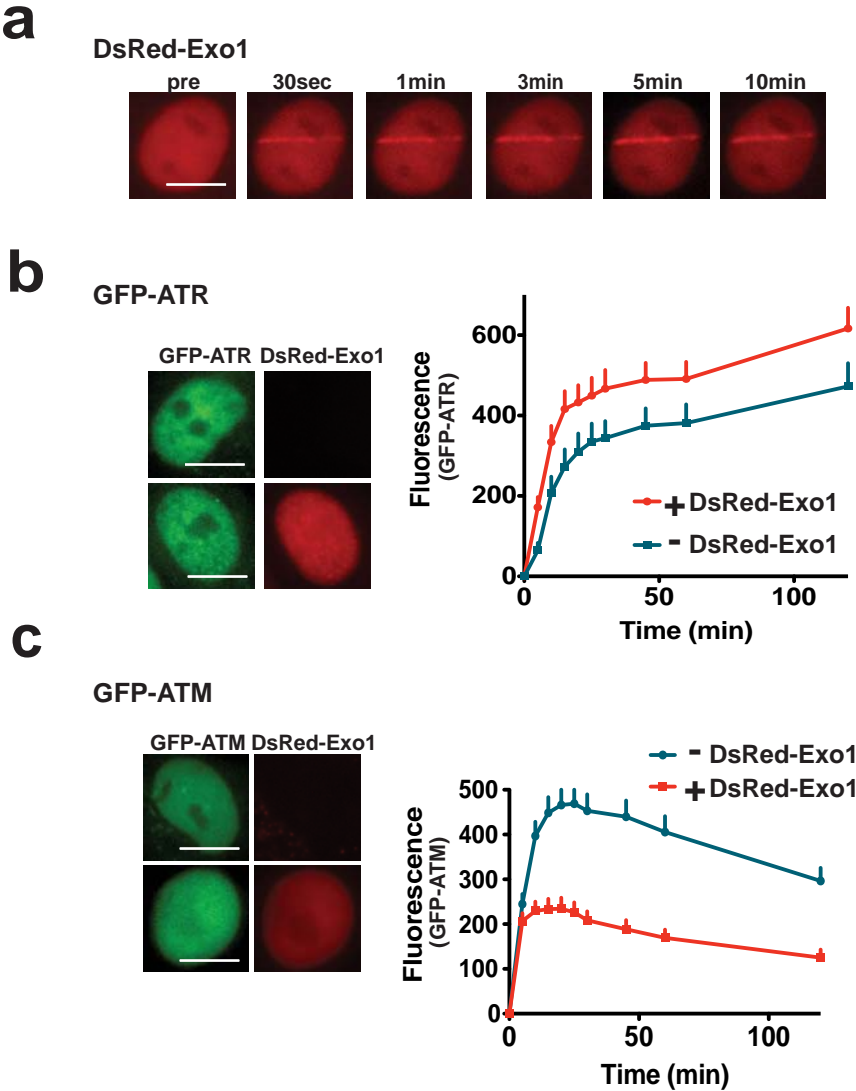 a
DsRed-Exo1
pre 30sec 1min 3min 5min 10min
b
GFP-ATR
GFP-ATR DsRed-Exo1
Fluorescence
(GFP-ATR)
600
400
200
0
+ DsRed-Exo1
- DsRed-Exo1
0 50 100
Time (min)
c
GFP-ATM
GFP-ATM DsRed-Exo1
- DsRed-Exo1
+ DsRed-Exo1
Fluorescence
(GFP-ATM)
500
400
300
200
100
0
0 50 100
Time (min)